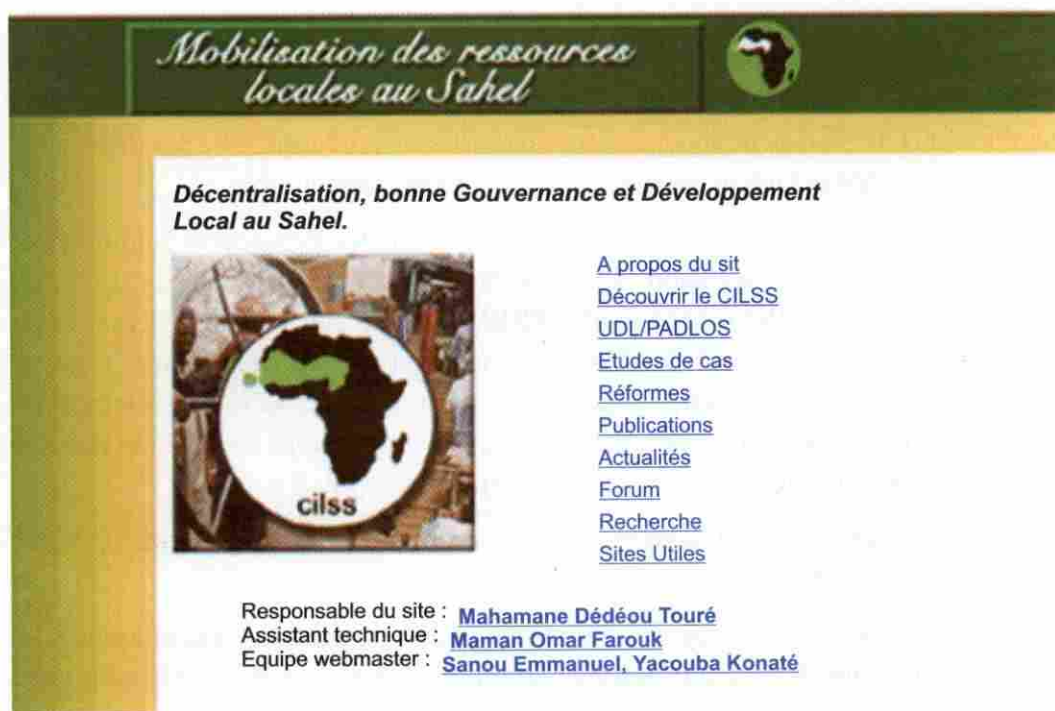 Mobilisation des ressources
locales au Sahel
Décentralisation, bonne Gouvernance et Développement
Local au Sahel.
cilss
A propos du sit
Découvrir le CILSS
UDL/PADLOS
Etudes de cas
Réformes
Publications
Actualités
Forum
Recherche
Sites Utiles
Responsable du site : Mahamane Dédéou Touré
Assistant technique : Maman Omar Farouk
Equipe webmaster : Sanou Emmanuel, Yacouba Konaté